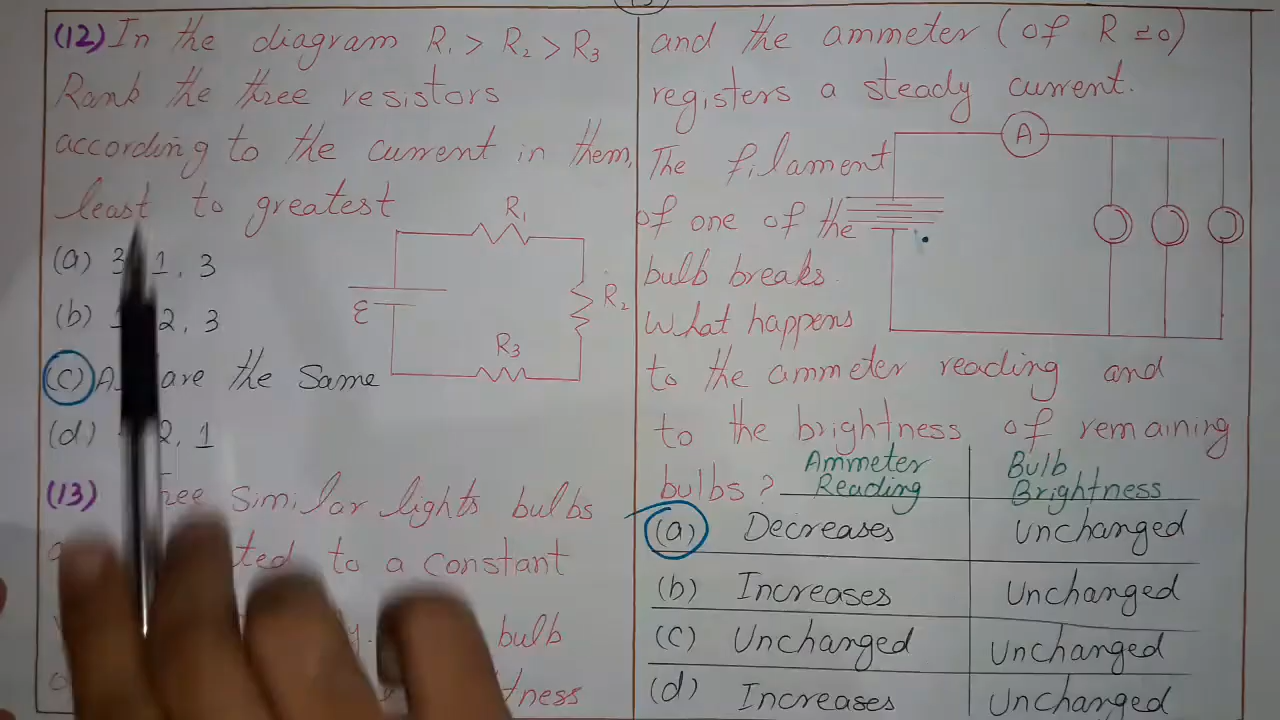 (12) In the diagram R₁ > R₂ > R₃
Rank the three resistors
according to the current in them,
least to greatest
(a) 3, 1, 3
(b) 2, 3
(c) are the Same
(d) 2, 1
R₁
R₂
R₃
ε
(13) Similar lights bulbs
to a constant
bulb
and the ammeter (of R=0)
registers a steady current.
The filament
of one of the
bulb breaks.
What happens
to the ammeter reading and
to the brightness of remaining
bulbs?
A
Ammeter Bulb
Reading Brightness
(a) Decreases Unchanged
(b) Increases Unchanged
(c) Unchanged Unchanged
(d) Increases Unchanged